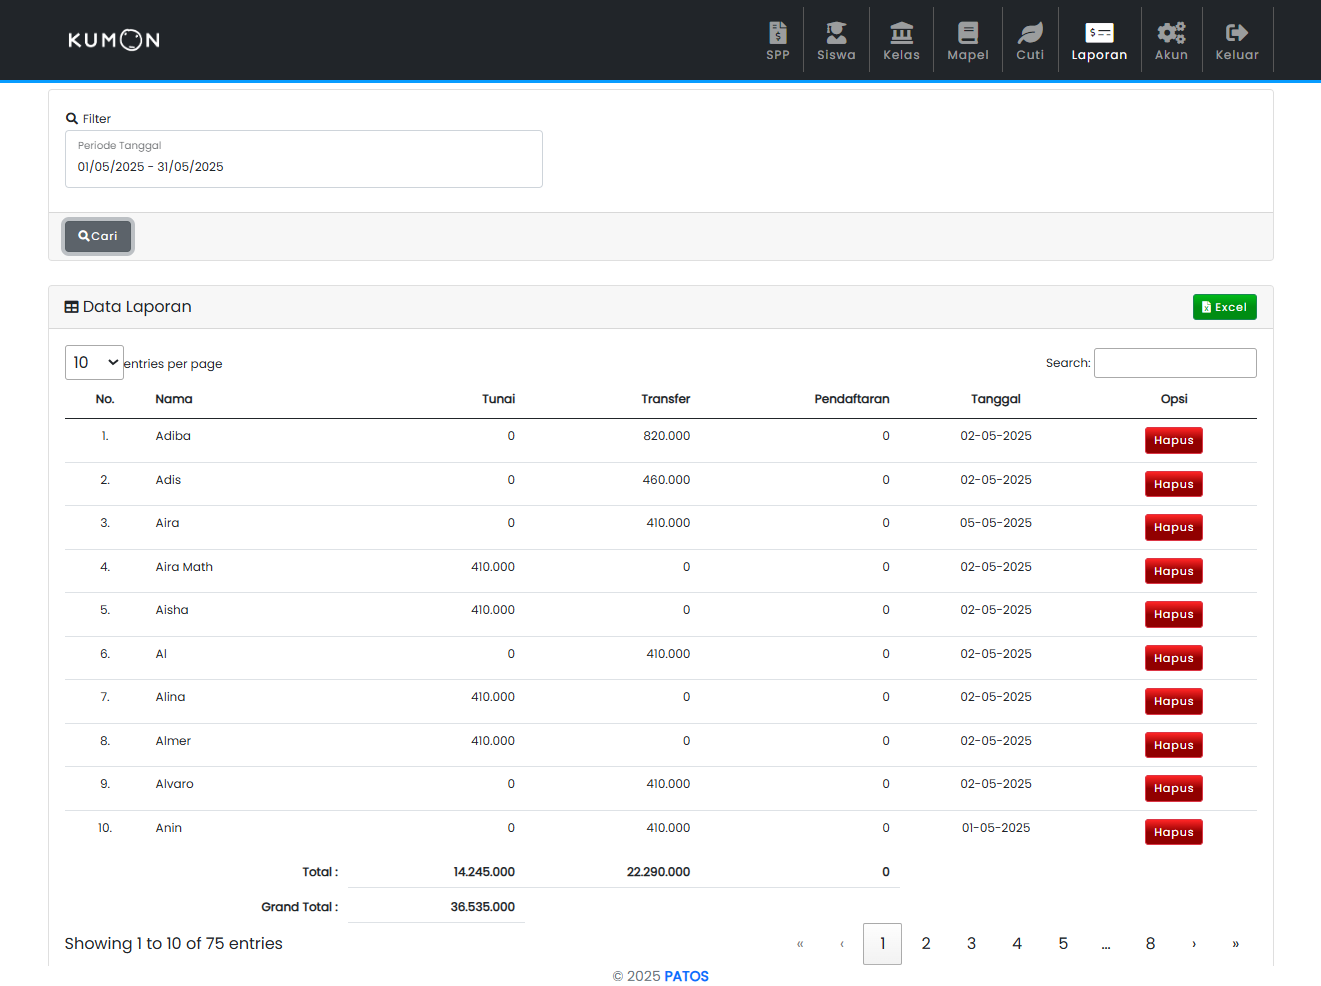 KUMON
SPP
Siswa
Kelas
Mapel
Cuti
Laporan
Akun
Keluar
Filter
Periode Tanggal
01/05/2025 - 31/05/2025
Cari
Data Laporan
Excel
10 entries per page
Search:
No. Nama Tunai Transfer Pendaftaran Tanggal Opsi
1. Adiba 0 820.000 0 02-05-2025 Hapus
2. Adis 0 460.000 0 02-05-2025 Hapus
3. Aira 0 410.000 0 05-05-2025 Hapus
4. Aira Math 410.000 0 0 02-05-2025 Hapus
5. Aisha 410.000 0 0 02-05-2025 Hapus
6. Al 0 410.000 0 02-05-2025 Hapus
7. Alina 410.000 0 0 02-05-2025 Hapus
8. Almer 410.000 0 0 02-05-2025 Hapus
9. Alvaro 0 410.000 0 02-05-2025 Hapus
10. Anin 0 410.000 0 01-05-2025 Hapus
Total : 14.245.000 22.290.000 0
Grand Total : 36.535.000
Showing 1 to 10 of 75 entries
« ‹ 1 2 3 4 5 … 8 › »
© 2025 PATOS